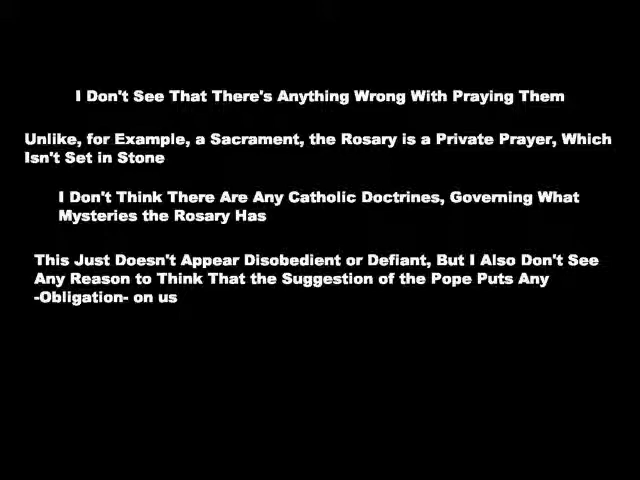 I Don't See That There's Anything Wrong With Praying Them
Unlike, for Example, a Sacrament, the Rosary is a Private Prayer, Which
Isn't Set in Stone
I Don't Think There Are Any Catholic Doctrines, Governing What
Mysteries the Rosary Has
This Just Doesn't Appear Disobedient or Defiant, But I Also Don't See
Any Reason to Think That the Suggestion of the Pope Puts Any
-Obligation- on us